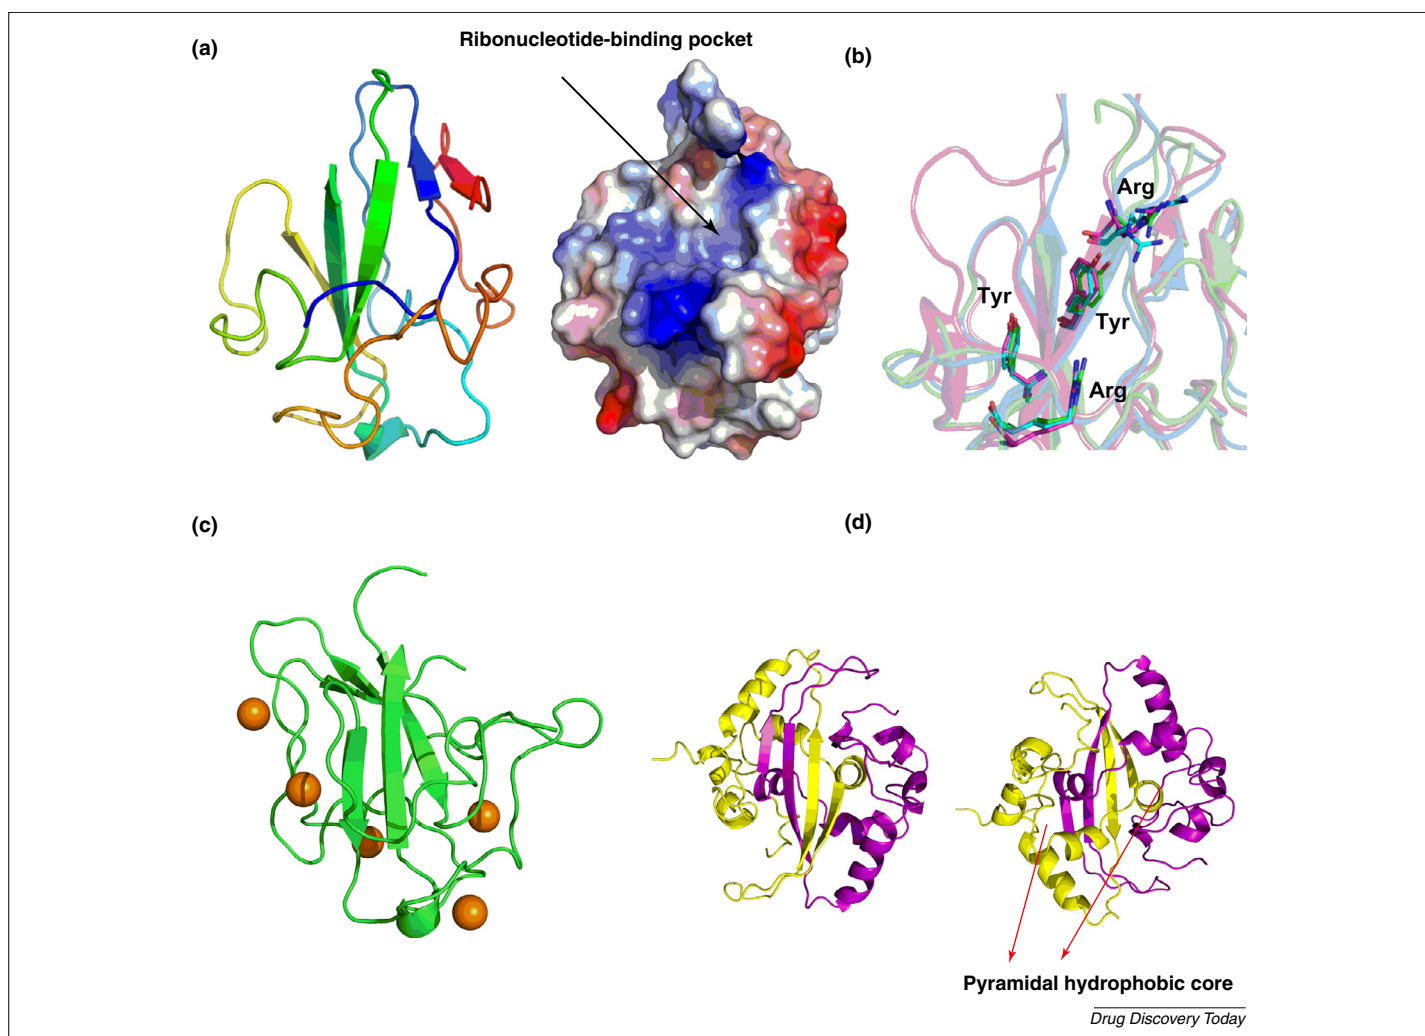 (a)
Ribonucleotide-binding pocket
(b)
Arg
Tyr
Tyr
Arg
(c)
(d)
Pyramidal hydrophobic core
Drug Discovery Today